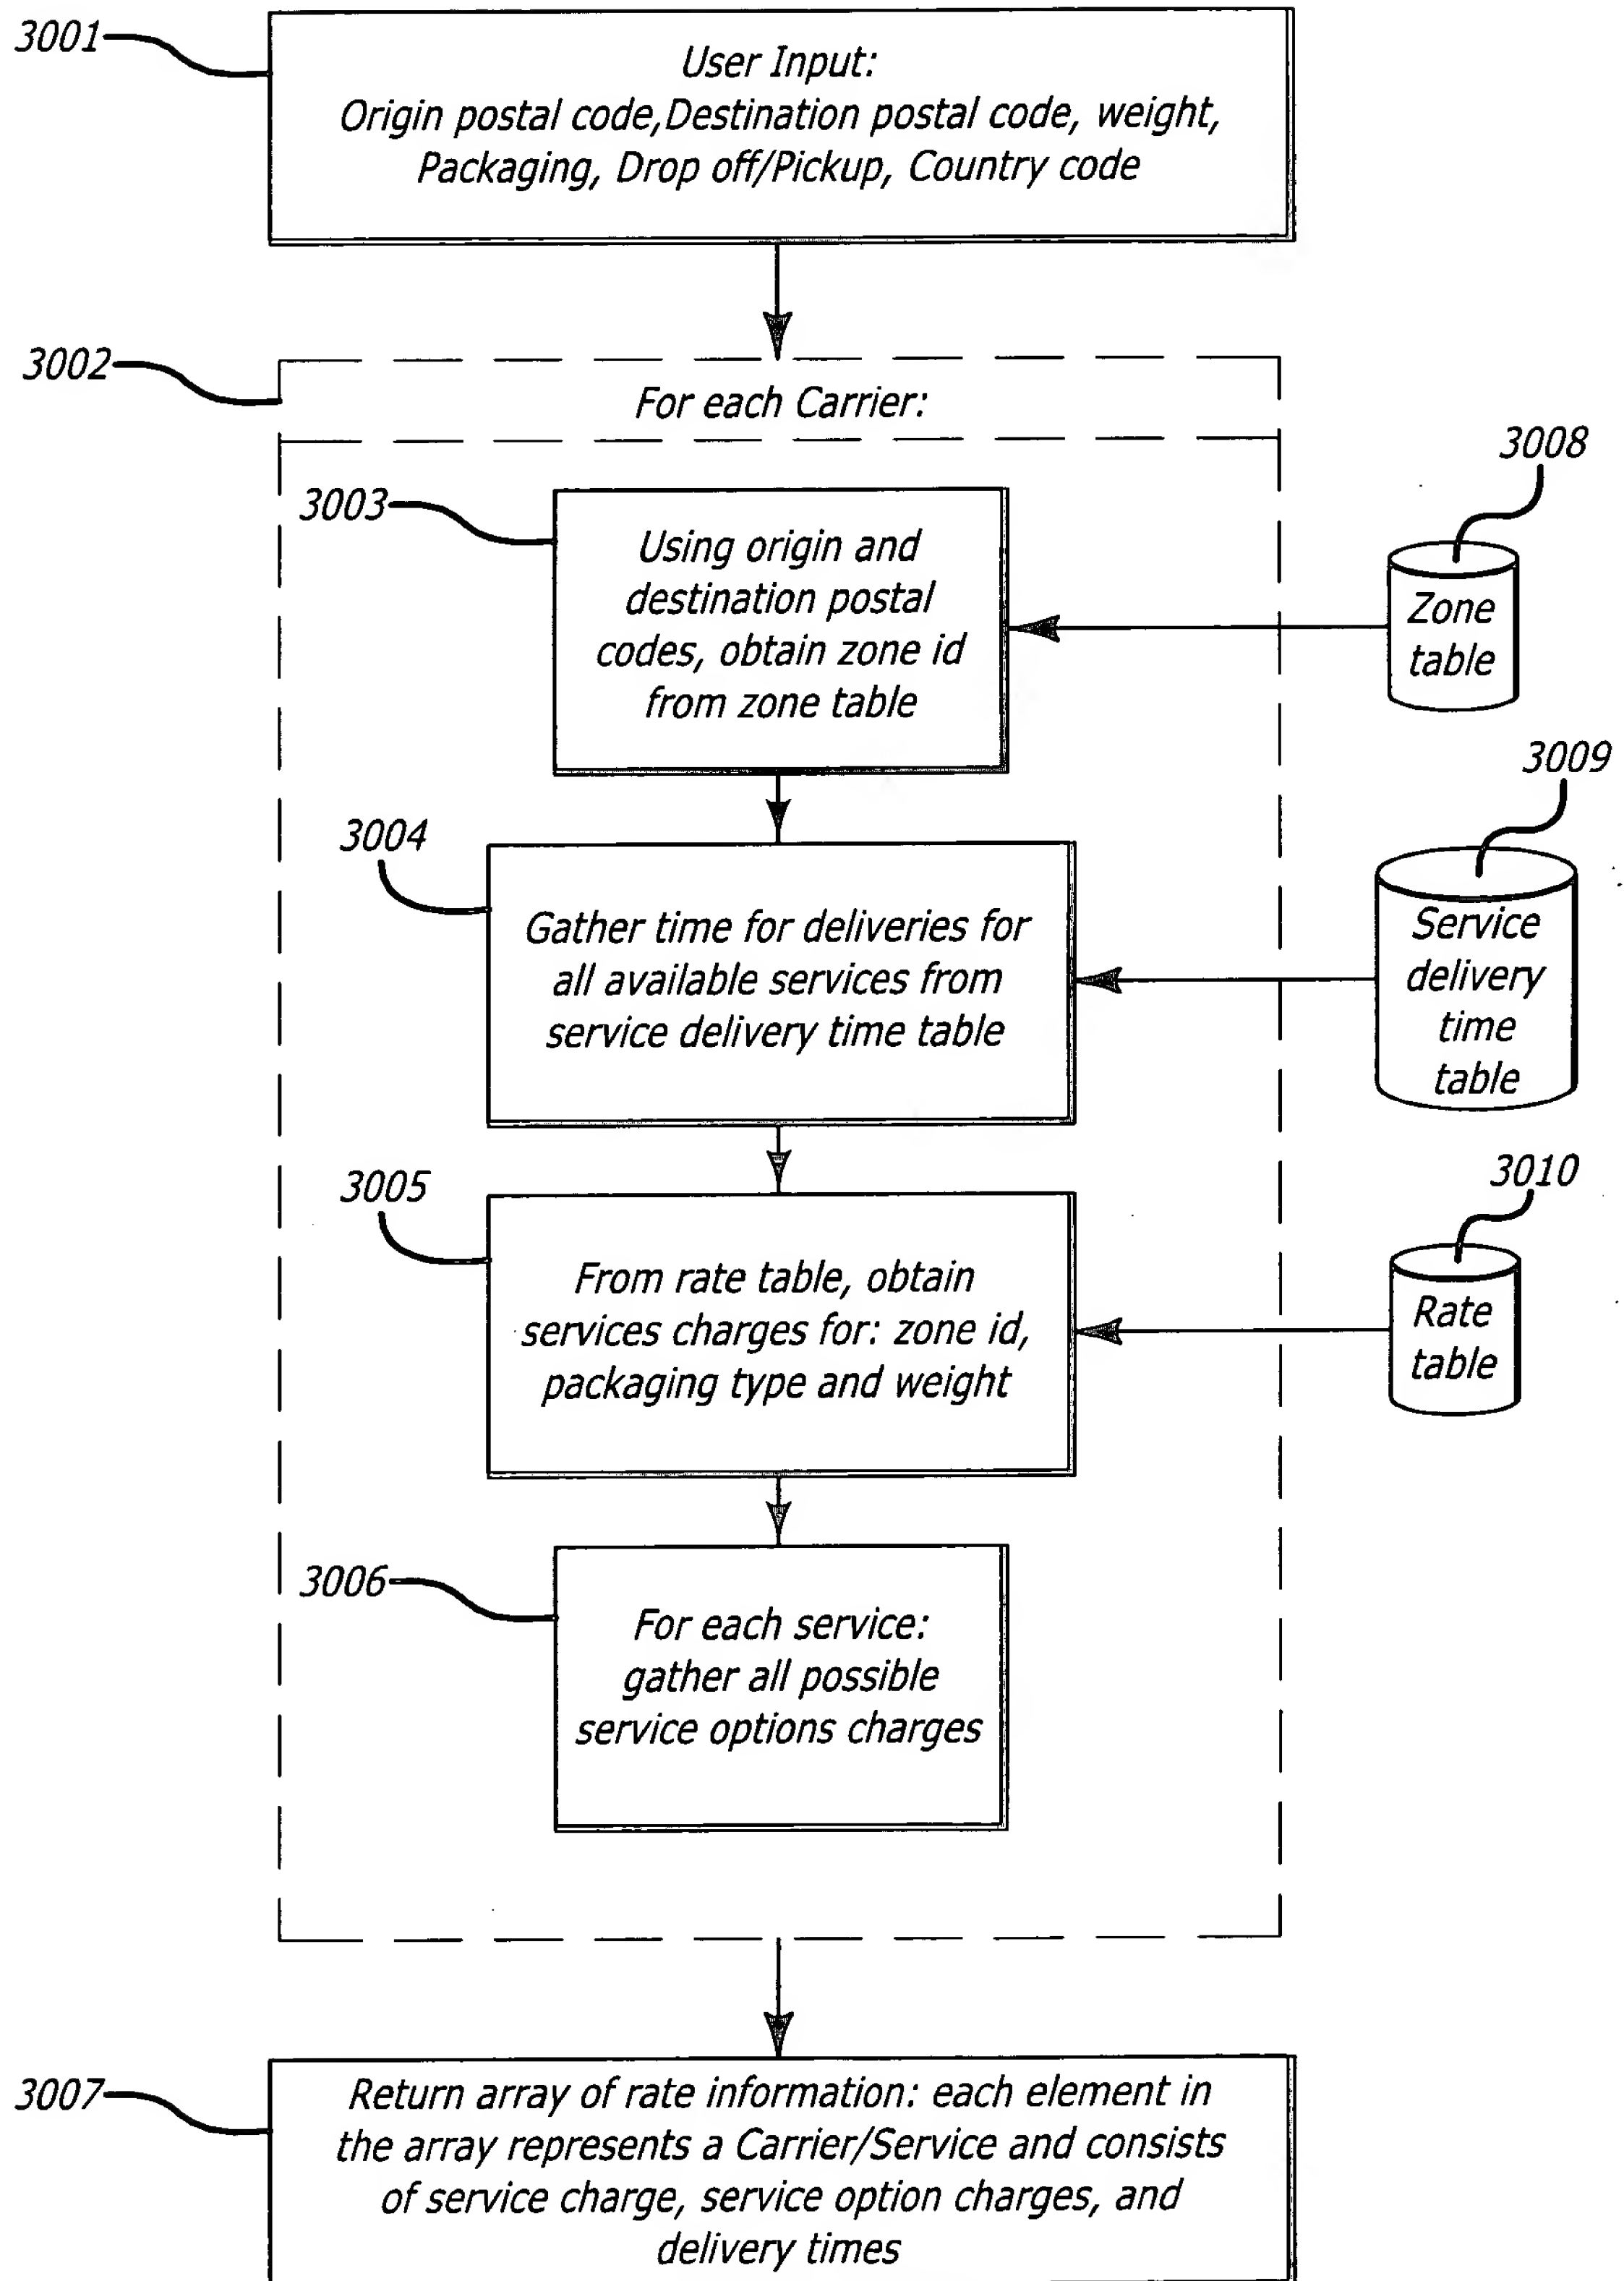 3001
User Input:
Origin postal code,Destination postal code, weight,
Packaging, Drop off/Pickup, Country code
3002
For each Carrier:
3003
Using origin and
destination postal
codes, obtain zone id
from zone table
3008
Zone
table
3004
Gather time for deliveries for
all available services from
service delivery time table
3009
Service
delivery
time
table
3005
From rate table, obtain
services charges for: zone id,
packaging type and weight
3010
Rate
table
3006
For each service:
gather all possible
service options charges
3007
Return array of rate information: each element in
the array represents a Carrier/Service and consists
of service charge, service option charges, and
delivery times